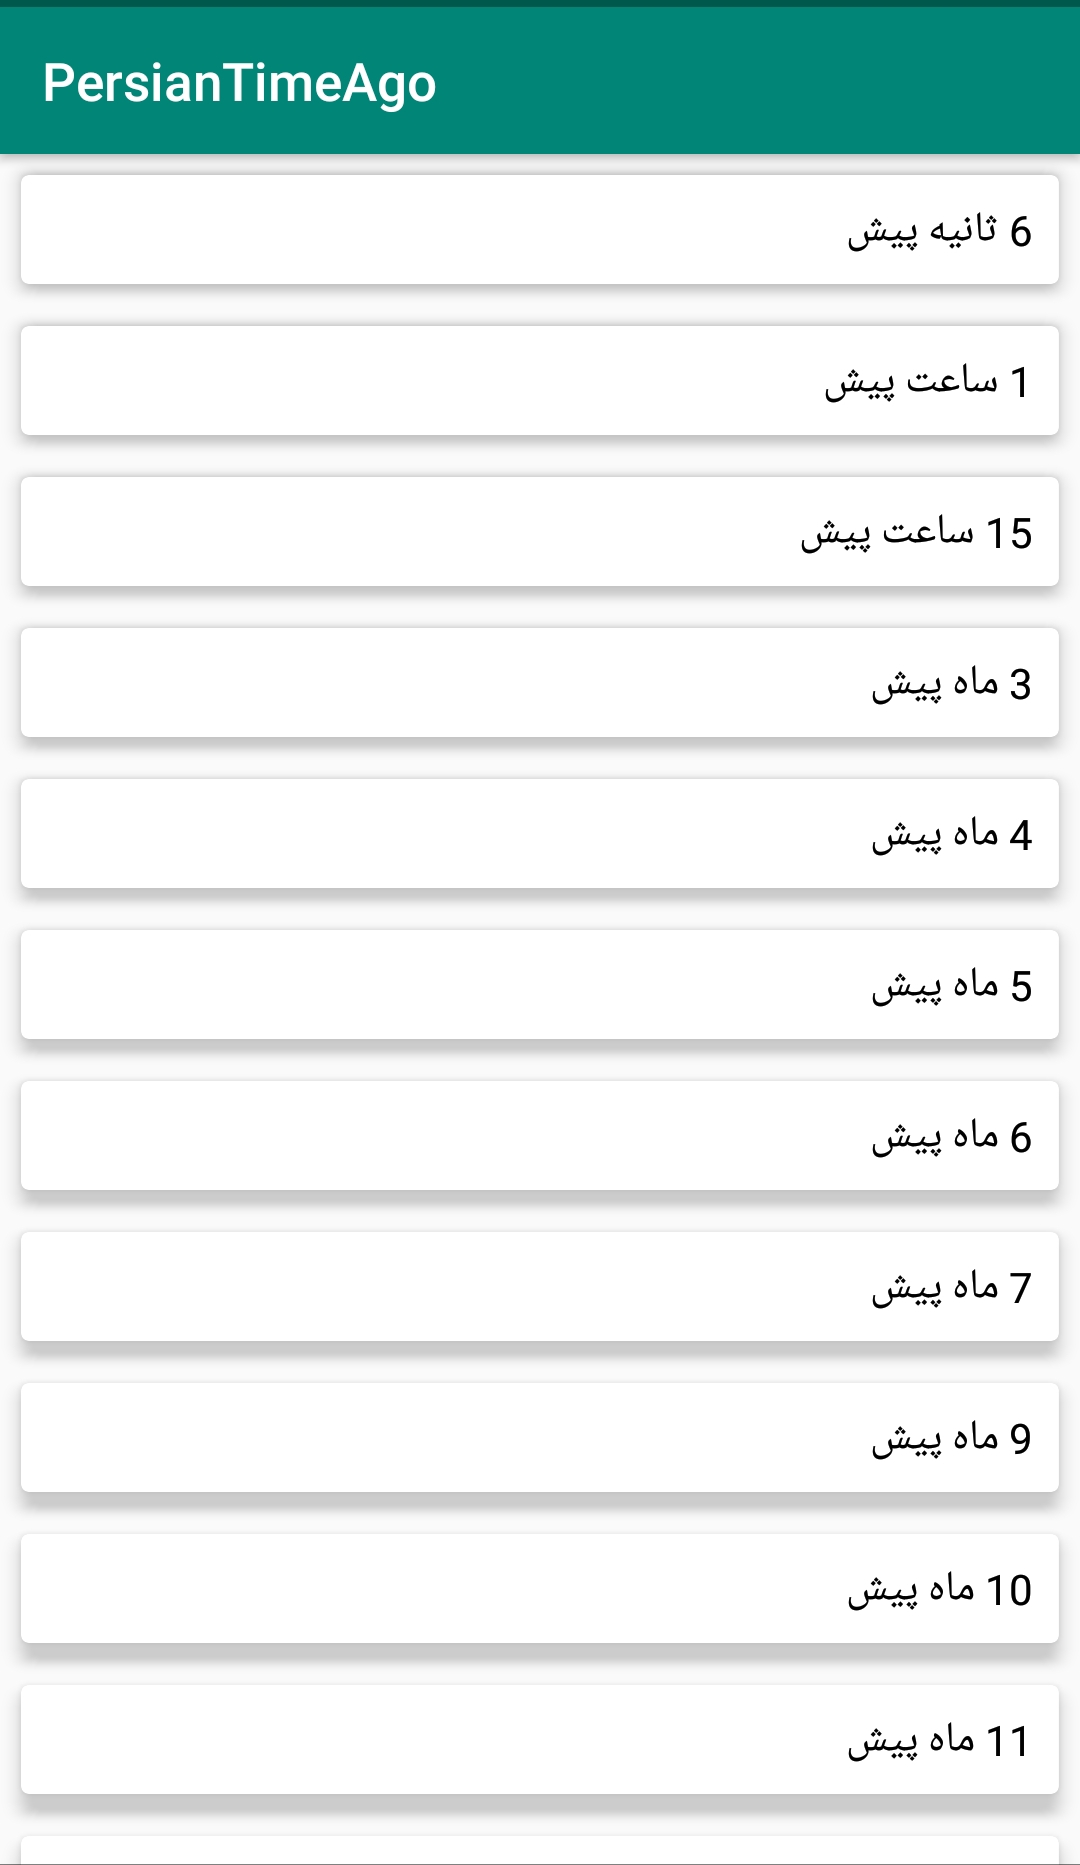 PersianTimeAgo
6 ثانیه پیش
1 ساعت پیش
15 ساعت پیش
3 ماه پیش
4 ماه پیش
5 ماه پیش
6 ماه پیش
7 ماه پیش
9 ماه پیش
10 ماه پیش
11 ماه پیش